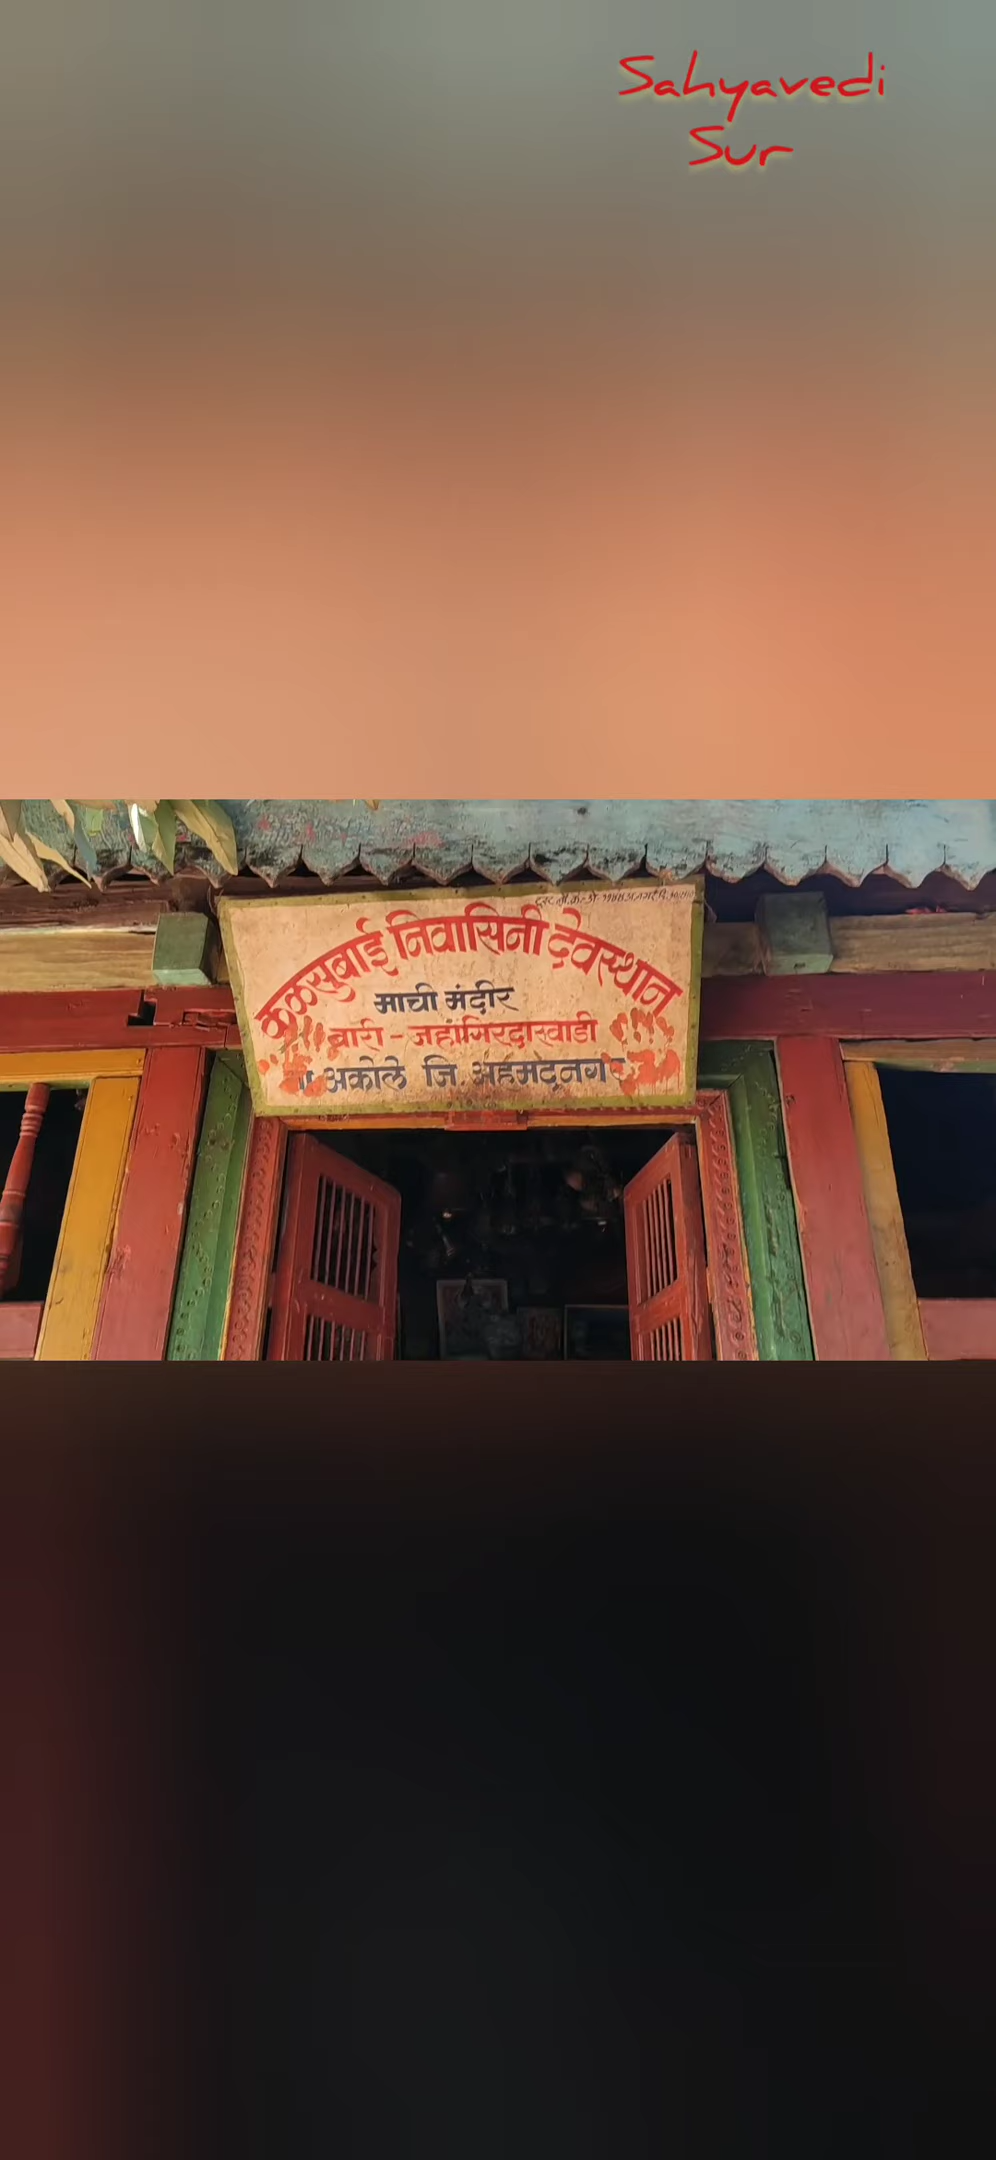 Sahyavedi
Sur
कळसुबाई निवासिनी देवस्थान
माची मंदीर
बारी - जहागिरदारवाडी
अकोले जि. अहमदनगर